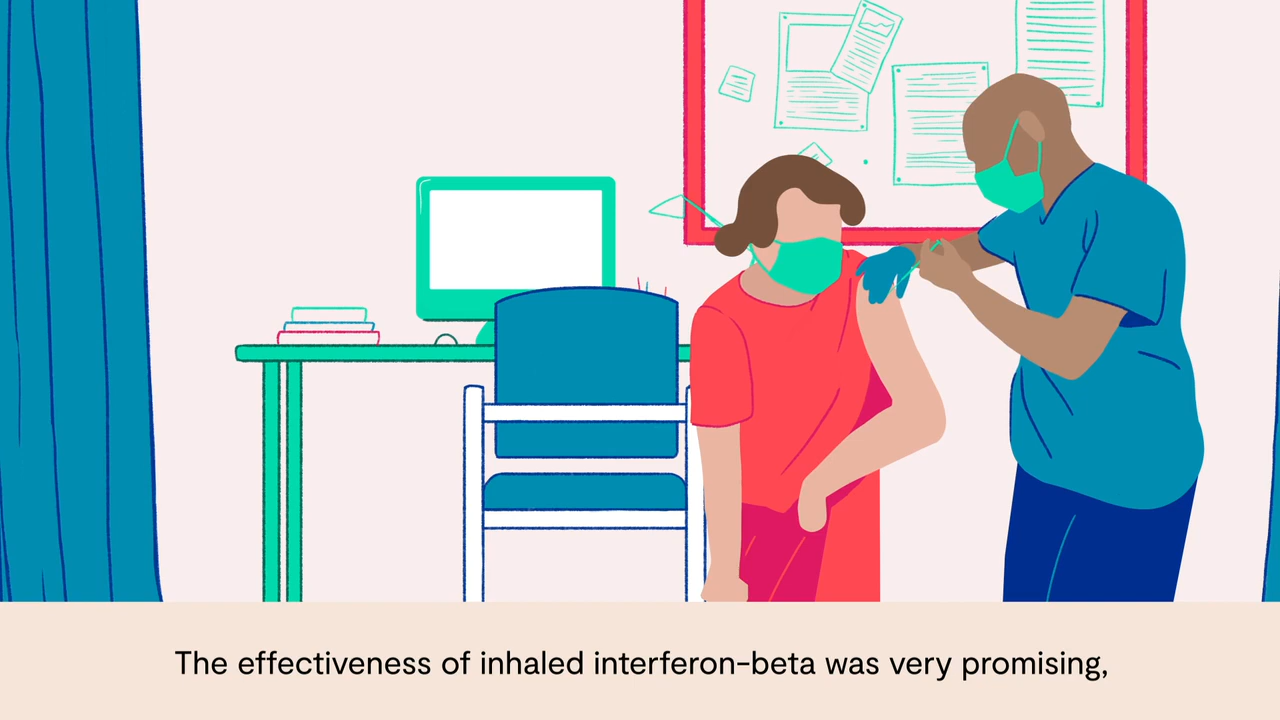 The effectiveness of inhaled interferon-beta was very promising,